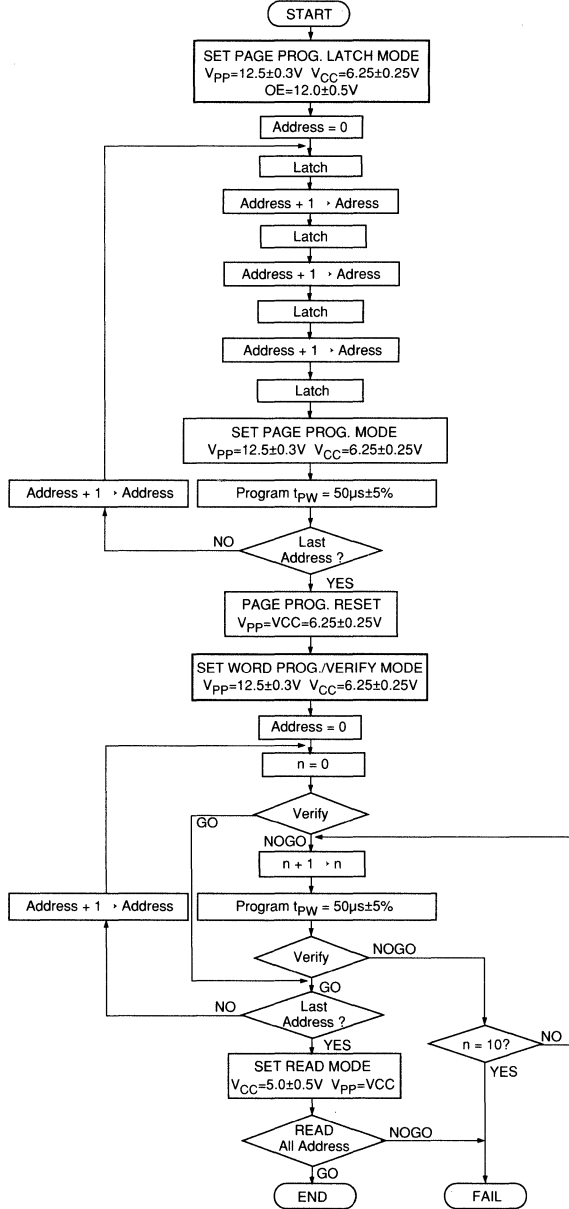 START
SET PAGE PROG. LATCH MODE
VPP=12.5±0.3V VCC=6.25±0.25V
OE=12.0±0.5V
Address = 0
Latch
Address + 1 → Adress
Latch
Address + 1 → Adress
Latch
Address + 1 → Adress
Latch
SET PAGE PROG. MODE
VPP=12.5±0.3V VCC=6.25±0.25V
Address + 1 → Address
Program tPW = 50µs±5%
NO
Last
Address ?
YES
PAGE PROG. RESET
VPP=VCC=6.25±0.25V
SET WORD PROG./VERIFY MODE
VPP=12.5±0.3V VCC=6.25±0.25V
Address = 0
n = 0
Verify
GO
NOGO
n + 1 → n
Address + 1 → Address
Program tPW = 50µs±5%
Verify
NOGO
GO
NO
Last
Address ?
YES
n = 10?
NO
YES
SET READ MODE
VCC=5.0±0.5V VPP=VCC
READ
All Address
NOGO
GO
END
FAIL